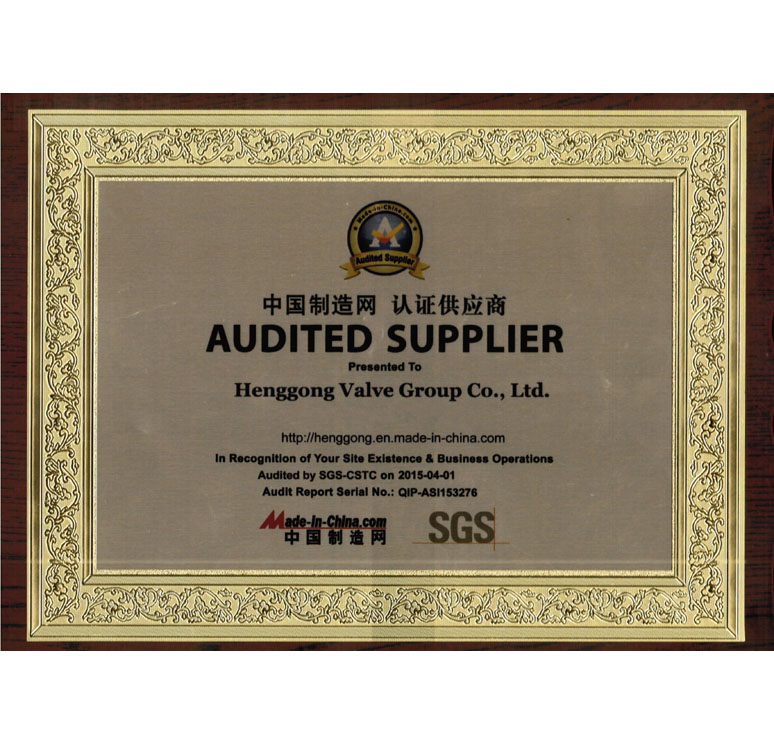 Made-in-China.com
A
Audited Supplier
中国制造网 认证供应商
AUDITED SUPPLIER
Presented To
Henggong Valve Group Co., Ltd.
http://henggong.en.made-in-china.com
In Recognition of Your Site Existence & Business Operations
Audited by SGS-CSTC on 2015-04-01
Audit Report Serial No.: QIP-ASI153276
Made-in-China.com
中国制造网
SGS